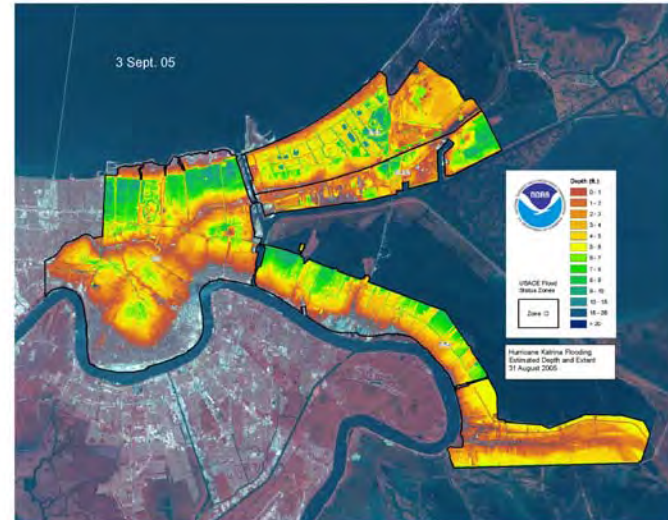 3 Sept. 05
NOAA
Depth (ft.)
0 - 1
1 - 2
2 - 3
3 - 4
4 - 5
5 - 6
6 - 7
7 - 8
8 - 9
9 - 10
10 - 15
15 - 20
> 20
USACE Flood
Status Zones
Zone ID
Hurricane Katrina Flooding
Estimated Depth and Extent
31 August 2005